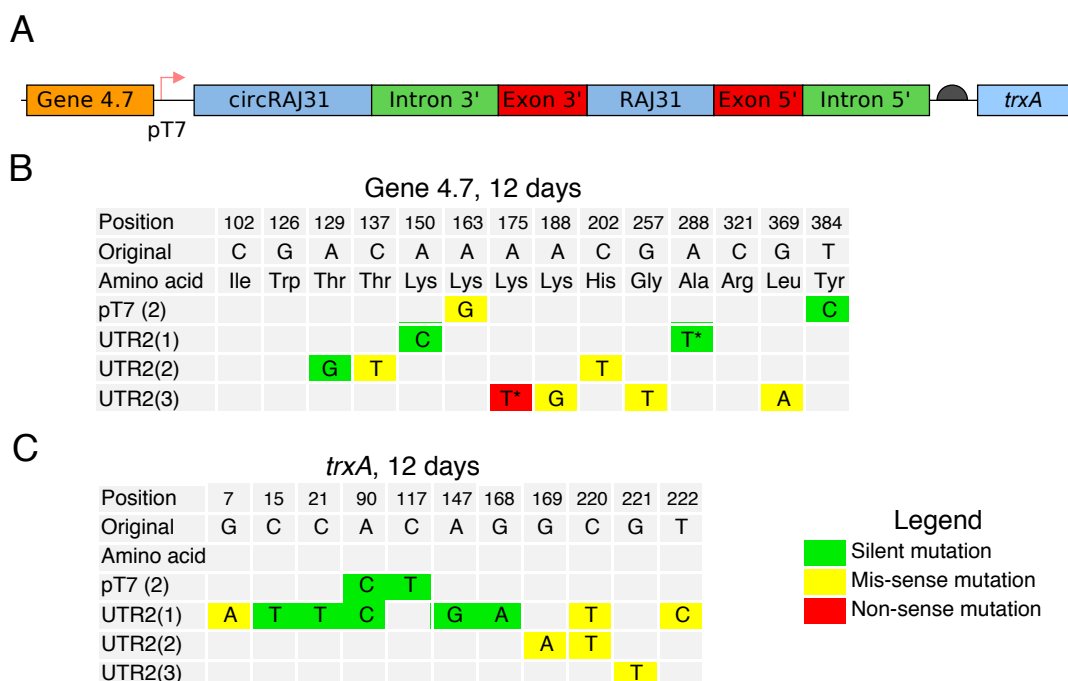 A
Gene 4.7 circRAJ31 Intron 3' Exon 3' RAJ31 Exon 5' Intron 5' trxA
pT7
B
Gene 4.7, 12 days
Position 102 126 129 137 150 163 175 188 202 257 288 321 369 384
Original C G A C A A A A C G A C G T
Amino acid Ile Trp Thr Thr Lys Lys Lys Lys His Gly Ala Arg Leu Tyr
pT7 (2) G C
UTR2(1) C T*
UTR2(2) G T T
UTR2(3) T* G T A
C
trxA, 12 days
Position 7 15 21 90 117 147 168 169 220 221 222
Original G C C A C A G G C G T
Amino acid
pT7 (2) C T
UTR2(1) A T T C G A T C
UTR2(2) A T
UTR2(3) T
Legend
Silent mutation
Mis-sense mutation
Non-sense mutation